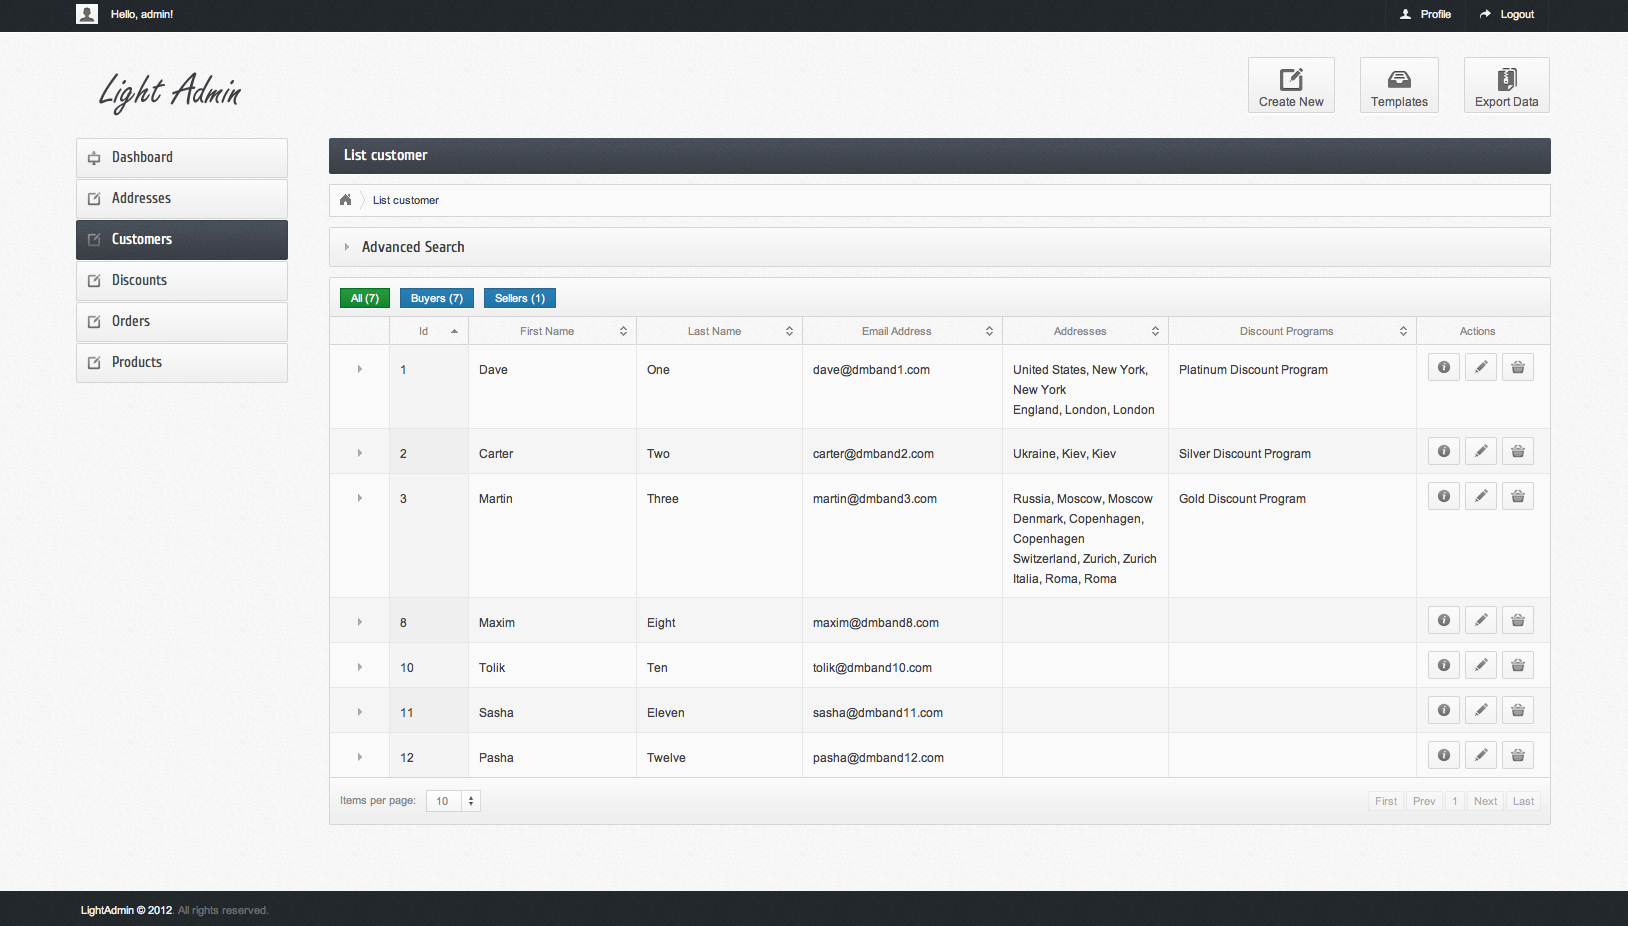 Hello, admin!
Profile
Logout
Light Admin
Create New
Templates
Export Data
Dashboard
Addresses
Customers
Discounts
Orders
Products
List customer
List customer
Advanced Search
All (7)
Buyers (7)
Sellers (1)
Id First Name Last Name Email Address Addresses Discount Programs Actions
1 Dave One dave@dmband1.com United States, New York, Platinum Discount Program
New York
England, London, London
2 Carter Two carter@dmband2.com Ukraine, Kiev, Kiev Silver Discount Program
3 Martin Three martin@dmband3.com Russia, Moscow, Moscow Gold Discount Program
Denmark, Copenhagen,
Copenhagen
Switzerland, Zurich, Zurich
Italia, Roma, Roma
8 Maxim Eight maxim@dmband8.com
10 Tolik Ten tolik@dmband10.com
11 Sasha Eleven sasha@dmband11.com
12 Pasha Twelve pasha@dmband12.com
Items per page: 10
First Prev 1 Next Last
LightAdmin © 2012. All rights reserved.